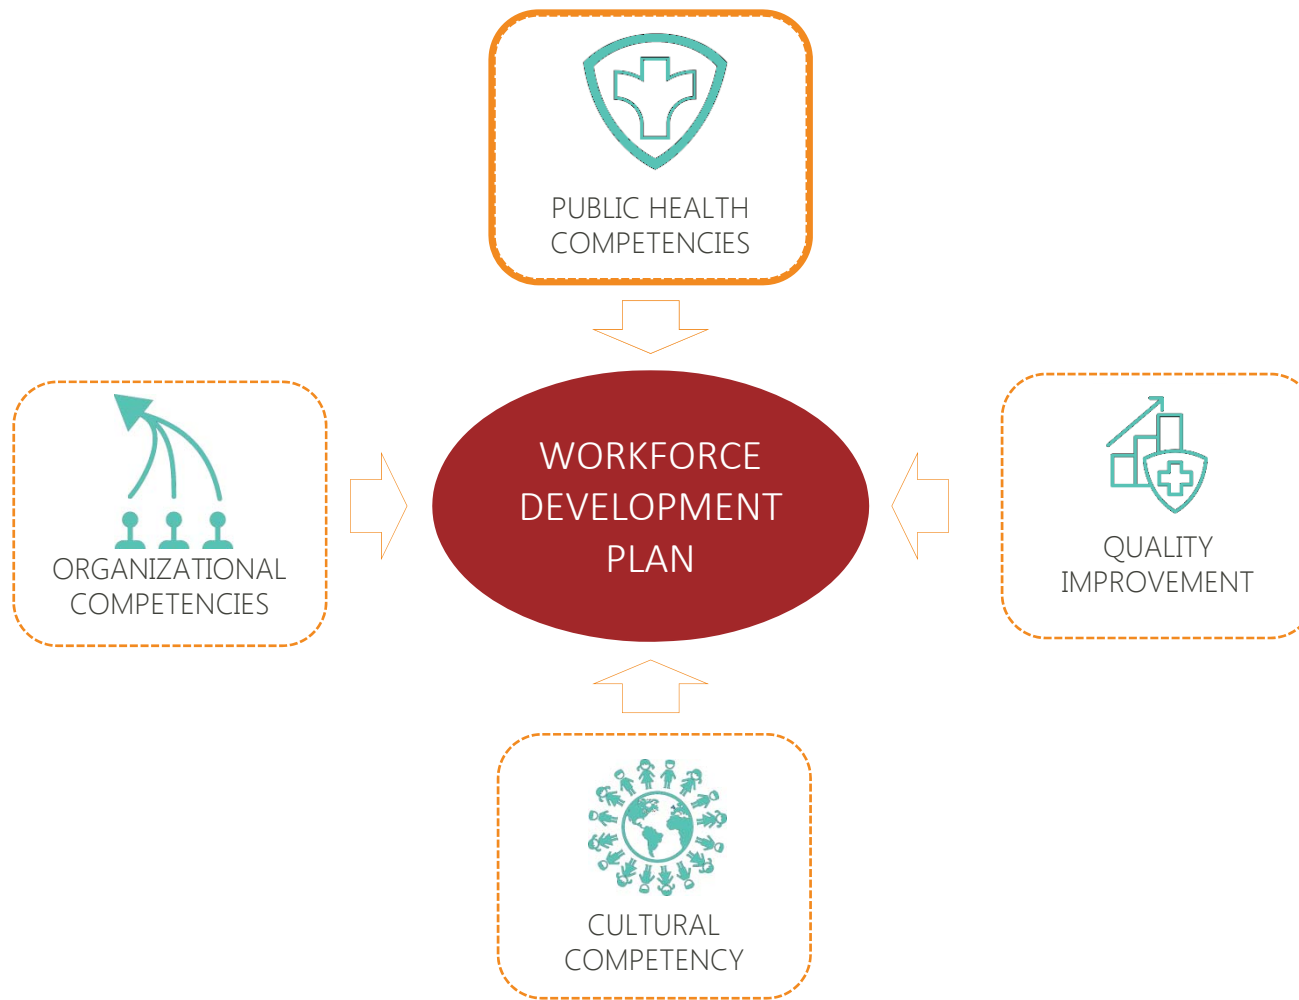 PUBLIC HEALTH
COMPETENCIES
WORKFORCE
DEVELOPMENT
PLAN
ORGANIZATIONAL
COMPETENCIES
QUALITY
IMPROVEMENT
CULTURAL
COMPETENCY